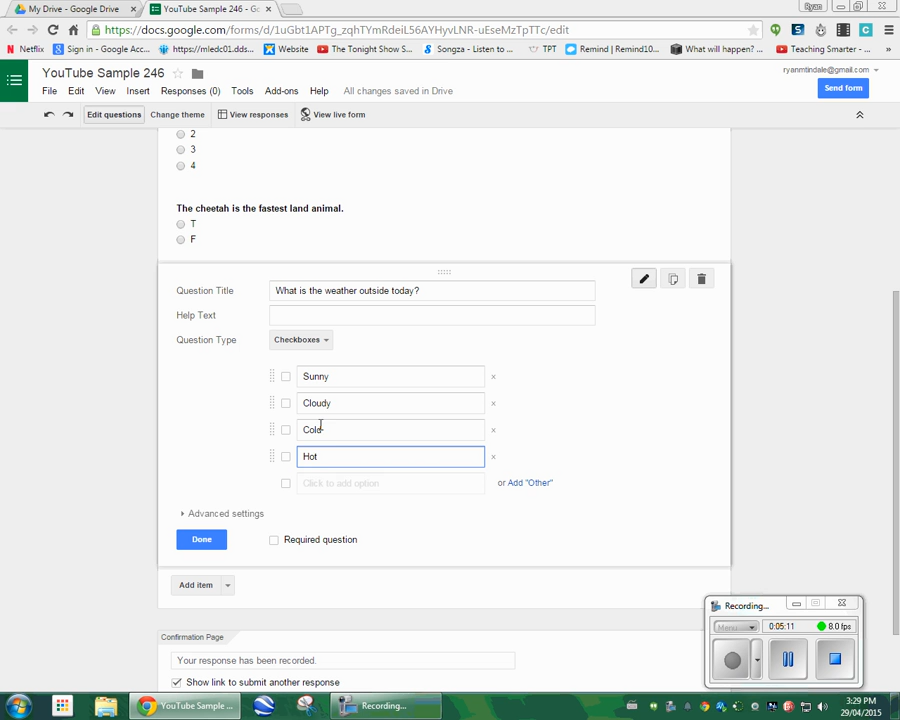 My Drive - Google Drive
YouTube Sample 246 - Go
Ryan
https://docs.google.com/forms/d/1uGbt1APTg_zqhTYmRdeiL56AYHyvLNR-uEseMzTpTTc/edit
Netflix
Sign in - Google Acc...
https://mledc01.dds...
Website
The Tonight Show ...
Songza - Listen to ...
TPT
Remind | Remind10...
What will happen? ...
Teaching Smarter - ...
YouTube Sample 246
ryanmtindale@gmail.com
File Edit View Insert Responses (0) Tools Add-ons Help All changes saved in Drive
Send form
Edit questions Change theme View responses View live form
2
3
4
The cheetah is the fastest land animal.
T
F
Question Title What is the weather outside today?
Help Text
Question Type Checkboxes
Sunny
Cloudy
Cold
Hot
Click to add option or Add "Other"
Advanced settings
Done Required question
Add item
Recording...
Menu...
0:05:11
8.0 fps
Confirmation Page
Your response has been recorded.
Show link to submit another response
YouTube Sample ...
Recording...
3:29 PM
29/04/2015